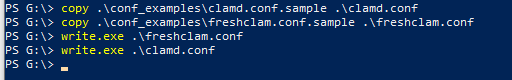 PS G:\> copy .\conf_examples\clamd.conf.sample .\clamd.conf
PS G:\> copy .\conf_examples\freshclam.conf.sample .\freshclam.conf
PS G:\> write.exe .\freshclam.conf
PS G:\> write.exe .\clamd.conf
PS G:\> _